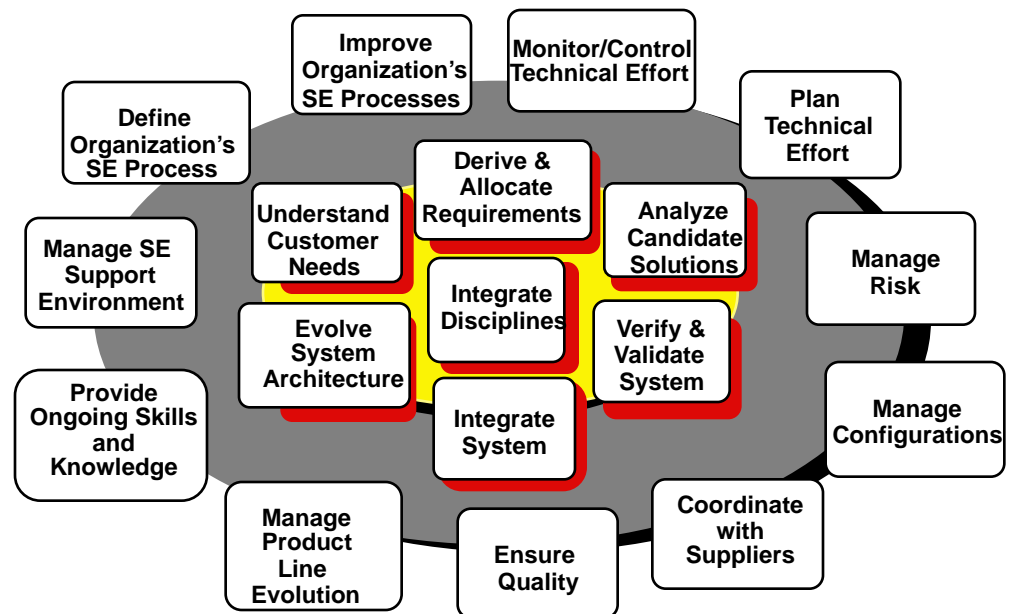 Improve
Organization's
SE Processes
Monitor/Control
Technical Effort
Define
Organization's
SE Process
Plan
Technical
Effort
Derive &
Allocate
Requirements
Understand
Customer
Needs
Analyze
Candidate
Solutions
Manage SE
Support
Environment
Manage
Risk
Integrate
Disciplines
Evolve
System
Architecture
Verify &
Validate
System
Provide
Ongoing Skills
and
Knowledge
Integrate
System
Manage
Configurations
Manage
Product
Line
Evolution
Ensure
Quality
Coordinate
with
Suppliers